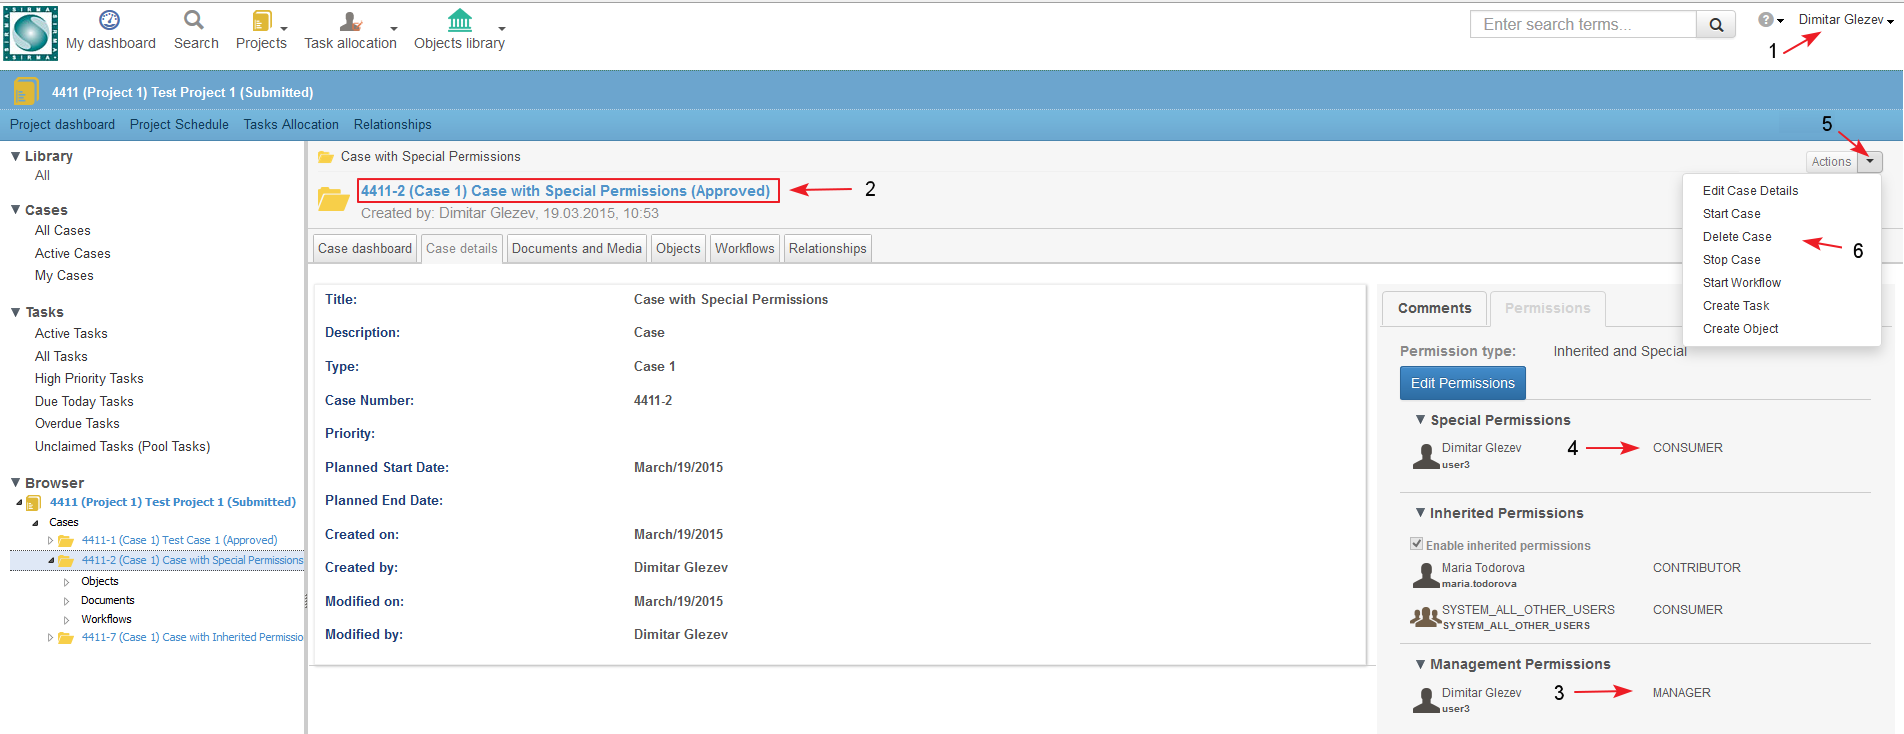 SIRMA
SIRMA
My dashboard
Search
Projects
Task allocation
Objects library
Enter search terms...
?
Dimitar Glezev
1
4411 (Project 1) Test Project 1 (Submitted)
Project dashboard Project Schedule Tasks Allocation Relationships
5
Library
All
Cases
All Cases
Active Cases
My Cases
Tasks
Active Tasks
All Tasks
High Priority Tasks
Due Today Tasks
Overdue Tasks
Unclaimed Tasks (Pool Tasks)
Browser
4411 (Project 1) Test Project 1 (Submitted)
Cases
4411-1 (Case 1) Test Case 1 (Approved)
4411-2 (Case 1) Case with Special Permissions
Objects
Documents
Workflows
4411-7 (Case 1) Case with Inherited Permissio
Case with Special Permissions
4411-2 (Case 1) Case with Special Permissions (Approved)
2
Created by: Dimitar Glezev, 19.03.2015, 10:53
Actions
Edit Case Details
Start Case
Delete Case
6
Stop Case
Start Workflow
Create Task
Create Object
Case dashboard Case details Documents and Media Objects Workflows Relationships
Title: Case with Special Permissions
Description: Case
Type: Case 1
Case Number: 4411-2
Priority:
Planned Start Date: March/19/2015
Planned End Date:
Created on: March/19/2015
Created by: Dimitar Glezev
Modified on: March/19/2015
Modified by: Dimitar Glezev
Comments Permissions
Permission type: Inherited and Special
Edit Permissions
Special Permissions
Dimitar Glezev 4 CONSUMER
user3
Inherited Permissions
Enable inherited permissions
Maria Todorova CONTRIBUTOR
maria.todorova
SYSTEM_ALL_OTHER_USERS CONSUMER
SYSTEM_ALL_OTHER_USERS
Management Permissions
Dimitar Glezev 3 MANAGER
user3